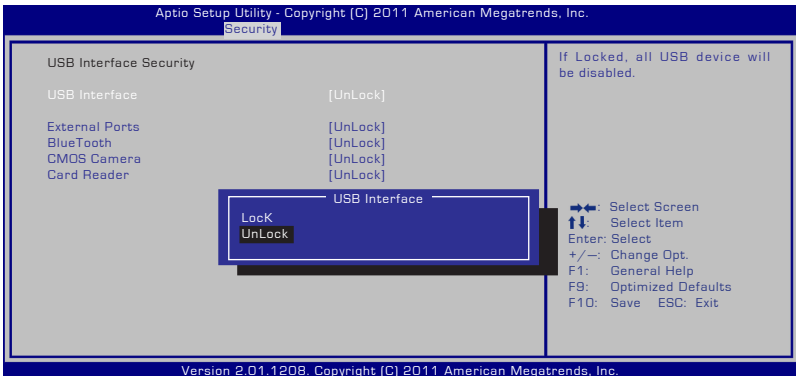 Aptio Setup Utility - Copyright (C) 2011 American Megatrends, Inc.
Security
USB Interface Security
USB Interface [UnLock]
External Ports [UnLock]
BlueTooth [UnLock]
CMOS Camera [UnLock]
Card Reader [UnLock]
USB Interface
LocK
UnLock
If Locked, all USB device will
be disabled.
→←: Select Screen
↑↓: Select Item
Enter: Select
+/—: Change Opt.
F1: General Help
F9: Optimized Defaults
F10: Save ESC: Exit
Version 2.01.1208. Copyright (C) 2011 American Megatrends, Inc.